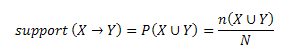 support (X → Y) = P(X ∪ Y) = n(X ∪ Y) / N